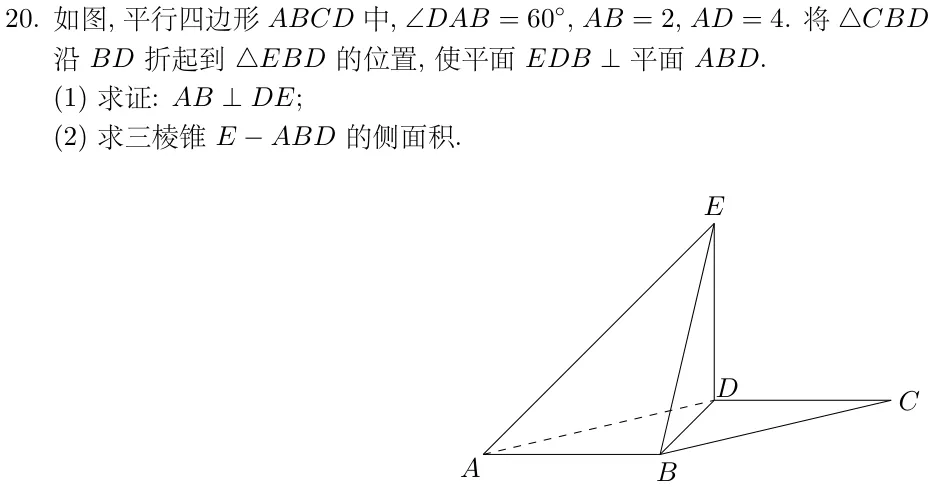 20. 如图, 平行四边形 ABCD 中, ∠DAB = 60°, AB = 2, AD = 4. 将 △CBD
沿 BD 折起到 △EBD 的位置, 使平面 EDB ⊥ 平面 ABD.
(1) 求证: AB ⊥ DE;
(2) 求三棱锥 E − ABD 的侧面积.
E
D
C
A
B